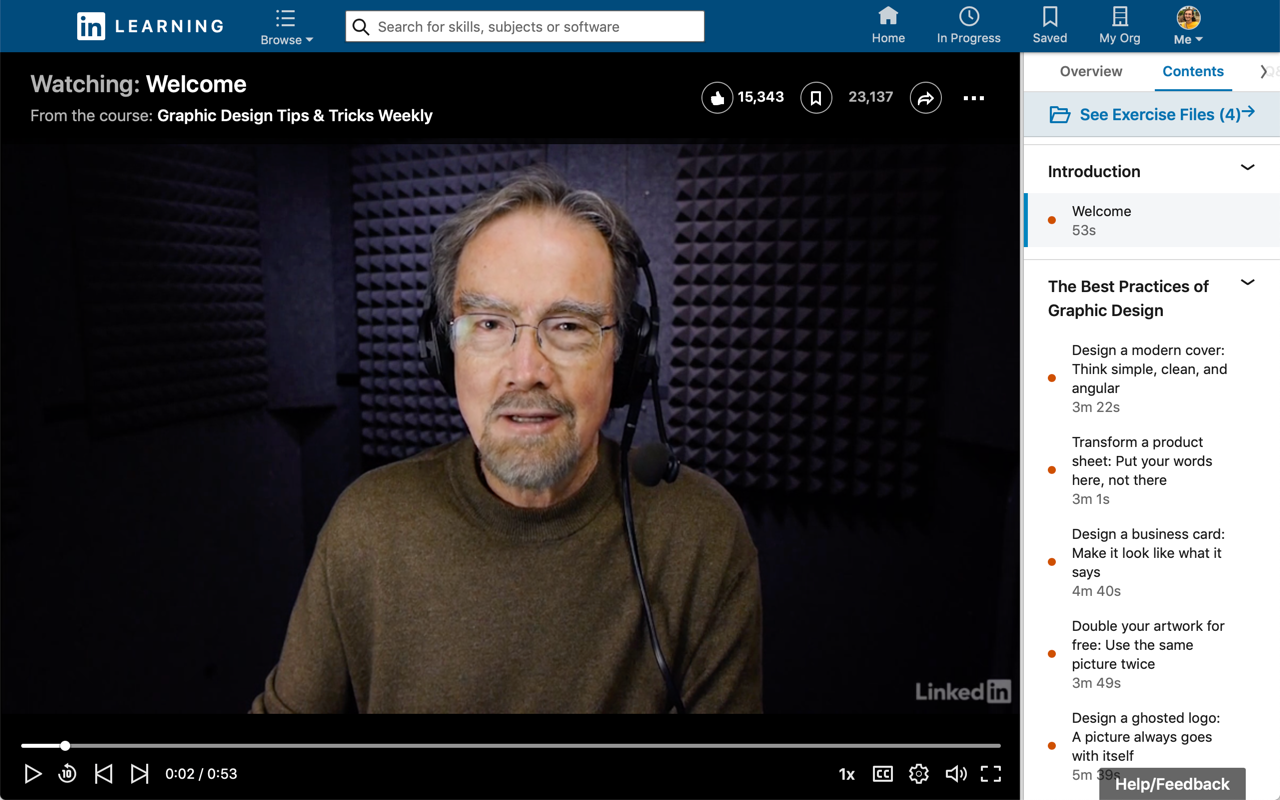 in LEARNING
Browse
Search for skills, subjects or software
Home
In Progress
Saved
My Org
Me
Watching: Welcome
From the course: Graphic Design Tips & Tricks Weekly
15,343
23,137
LinkedIn
10
0:02 / 0:53
1x
CC
Overview
Contents
See Exercise Files (4)
Introduction
Welcome
53s
The Best Practices of
Graphic Design
Design a modern cover:
Think simple, clean, and
angular
3m 22s
Transform a product
sheet: Put your words
here, not there
3m 1s
Design a business card:
Make it look like what it
says
4m 40s
Double your artwork for
free: Use the same
picture twice
3m 49s
Design a ghosted logo:
A picture always goes
with itself
5m 39s
Help/Feedback